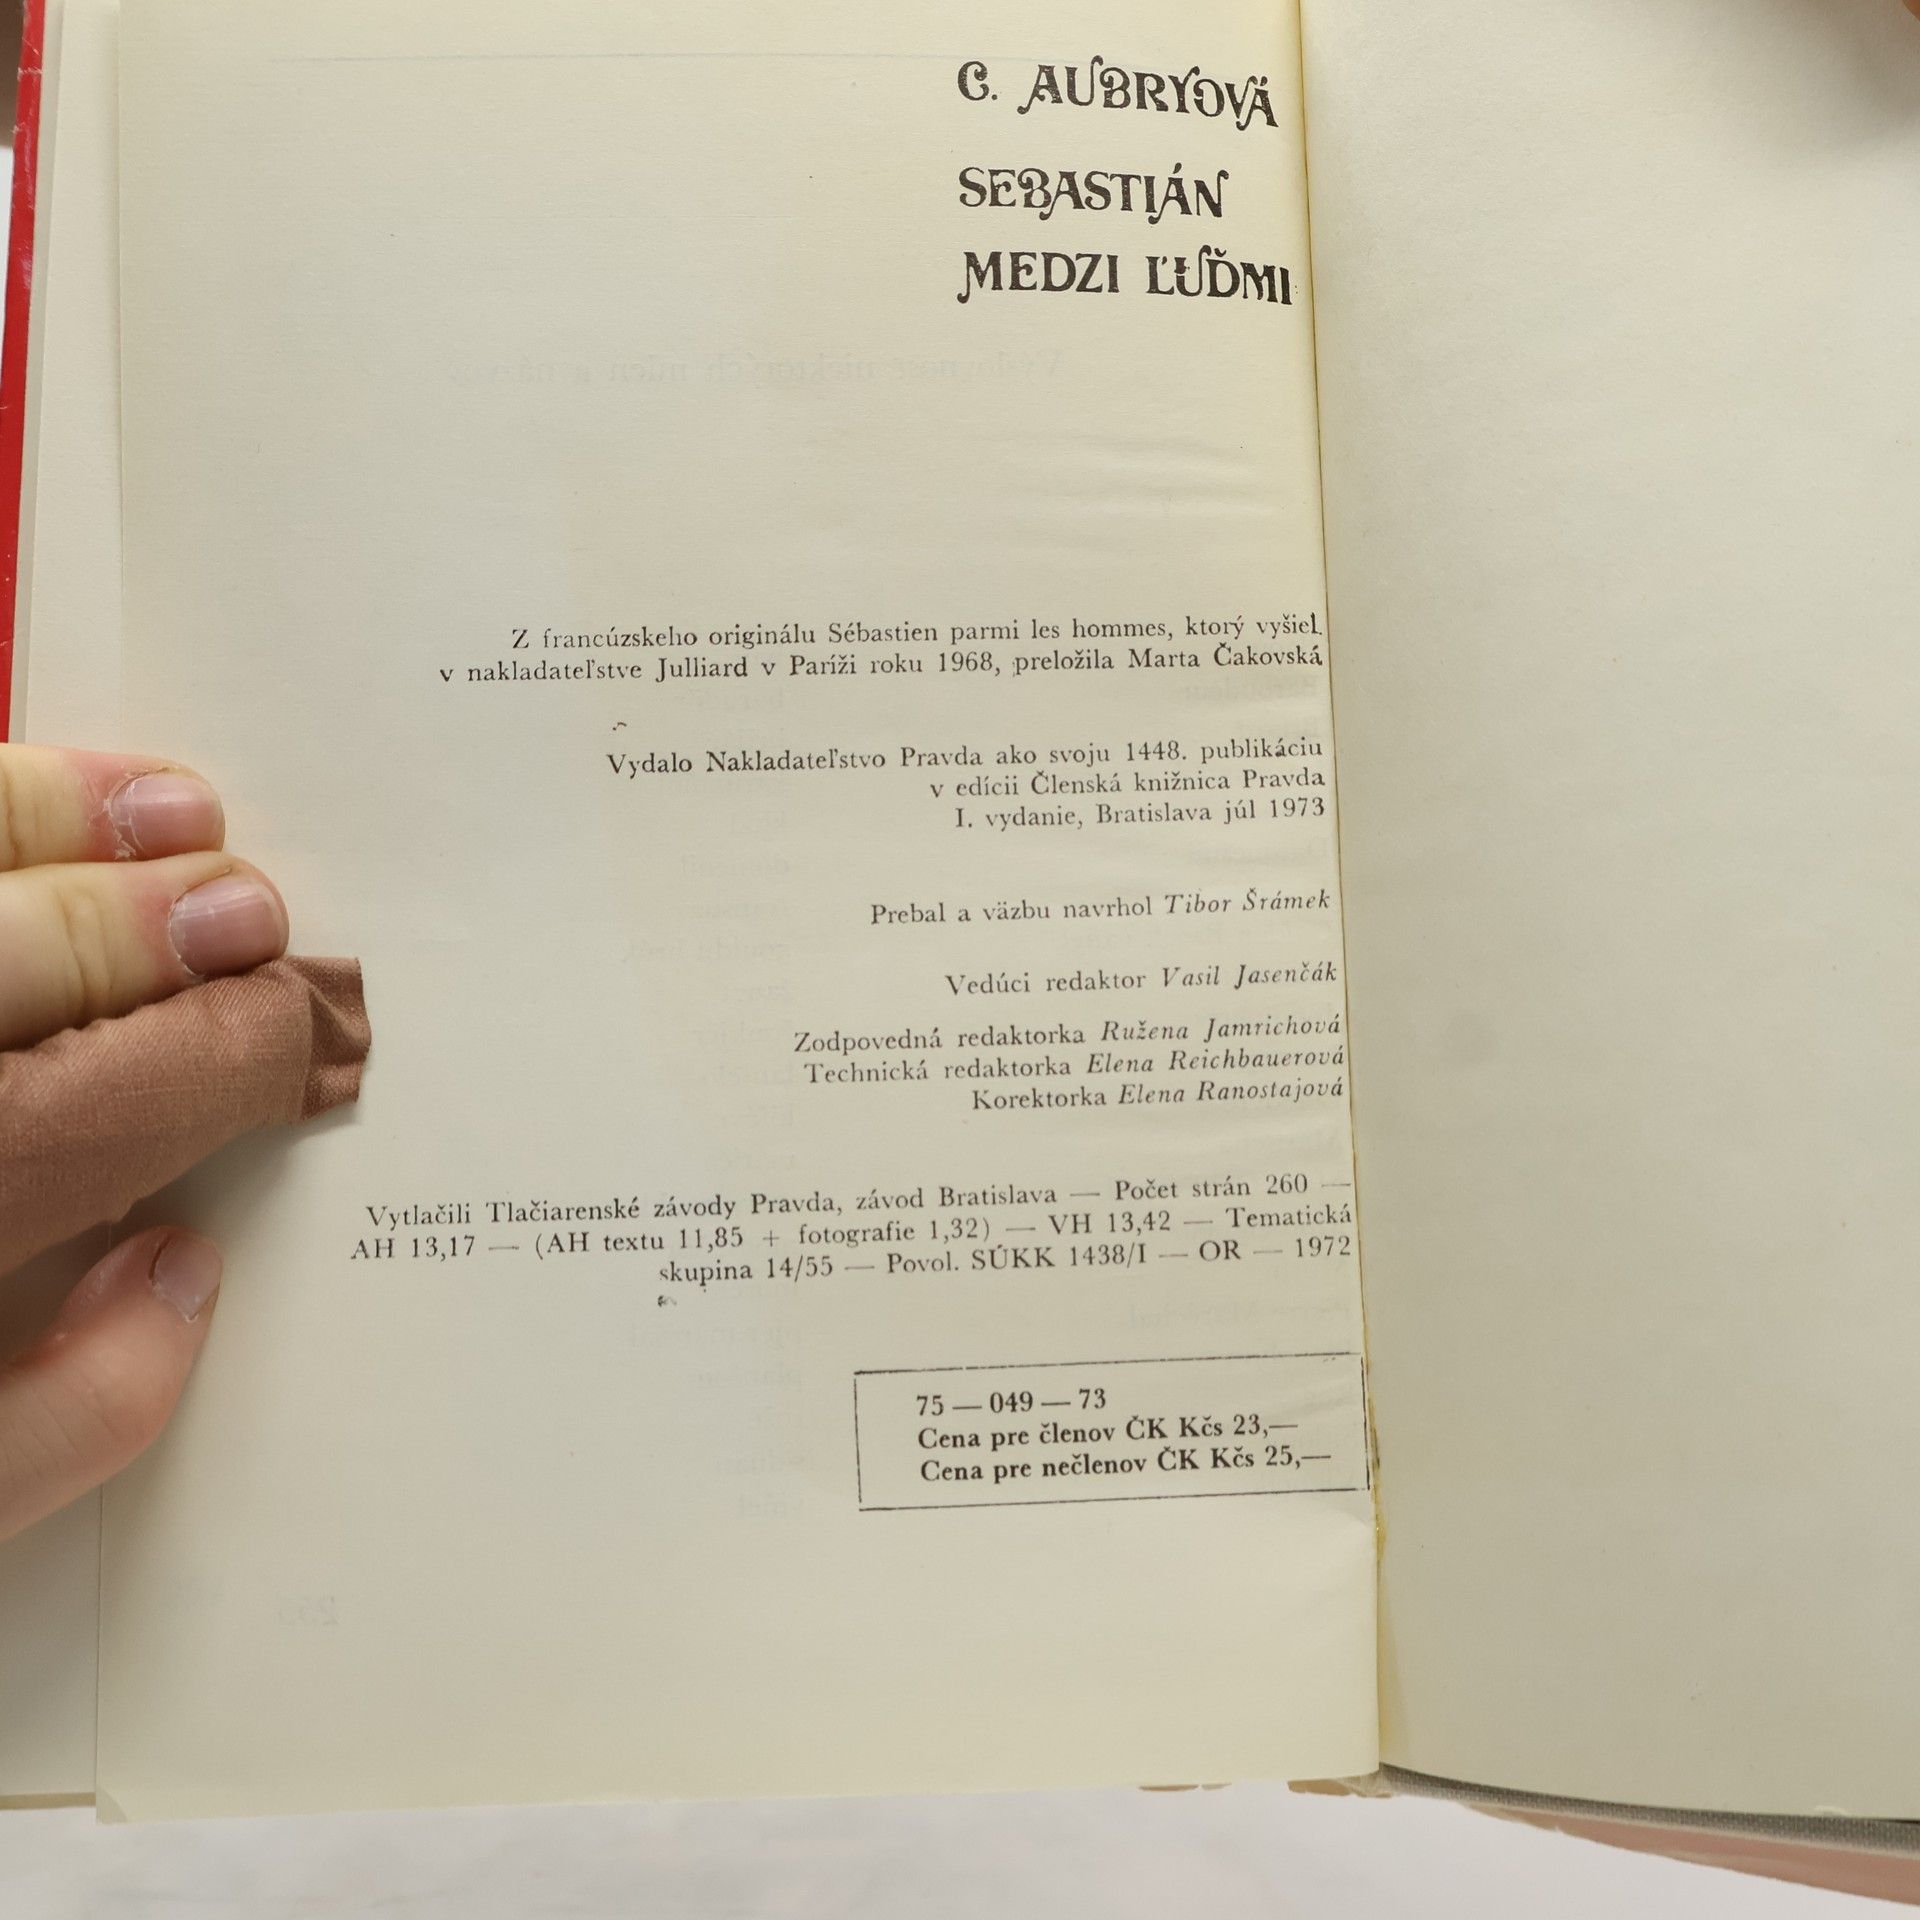 C. AUBRYOVÁ
SEBASTIÁN
MEDZI ĽUĎMI
Z francúzskeho originálu Sébastien parmi les hommes, ktorý vyšiel
v nakladateľstve Julliard v Paríži roku 1968, preložila Marta Čakovská
Vydalo Nakladateľstvo Pravda ako svoju 1448. publikáciu
v edícii Členská knižnica Pravda
I. vydanie, Bratislava júl 1973
Prebal a väzbu navrhol Tibor Šrámek
Vedúci redaktor Vasil Jasenčák
Zodpovedná redaktorka Ružena Jamrichová
Technická redaktorka Elena Reichbauerová
Korektorka Elena Ranostajová
Vytlačili Tlačiarenské závody Pravda, závod Bratislava — Počet strán 260 —
AH 13,17 — (AH textu 11,85 + fotografie 1,32) — VH 13,42 — Tematická
skupina 14/55 — Povol. SÚKK 1438/I — OR — 1972
75 — 049 — 73
Cena pre členov ČK Kčs 23,—
Cena pre nečlenov ČK Kčs 25,—